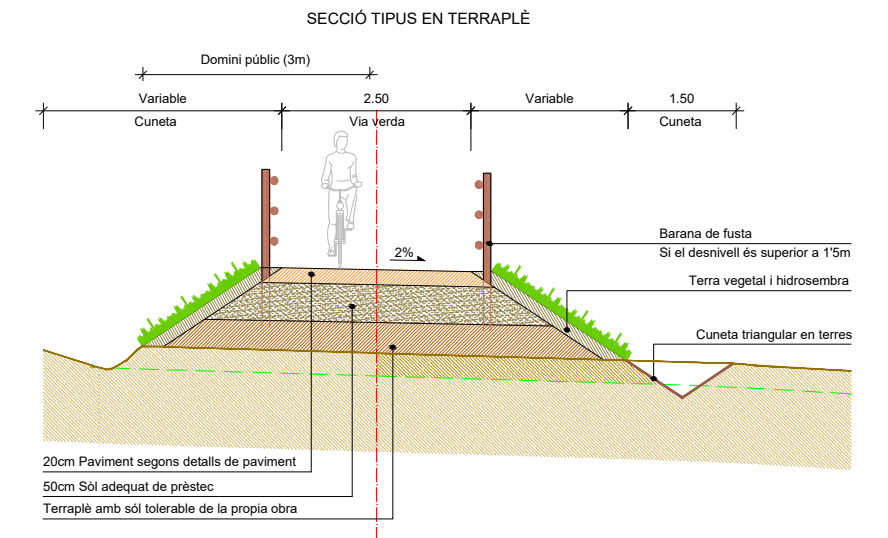 SECCIÓ TIPUS EN TERRAPLÈ
Domini públic (3m)
Variable
2.50
Variable
1.50
Cuneta
Via verda
Cuneta
2%
Barana de fusta
Si el desnivell és superior a 1'5m
Terra vegetal i hidrosembra
Cuneta triangular en terres
20cm Paviment segons detalls de paviment
50cm Sòl adequat de prèstec
Terraplè amb sól tolerable de la propia obra